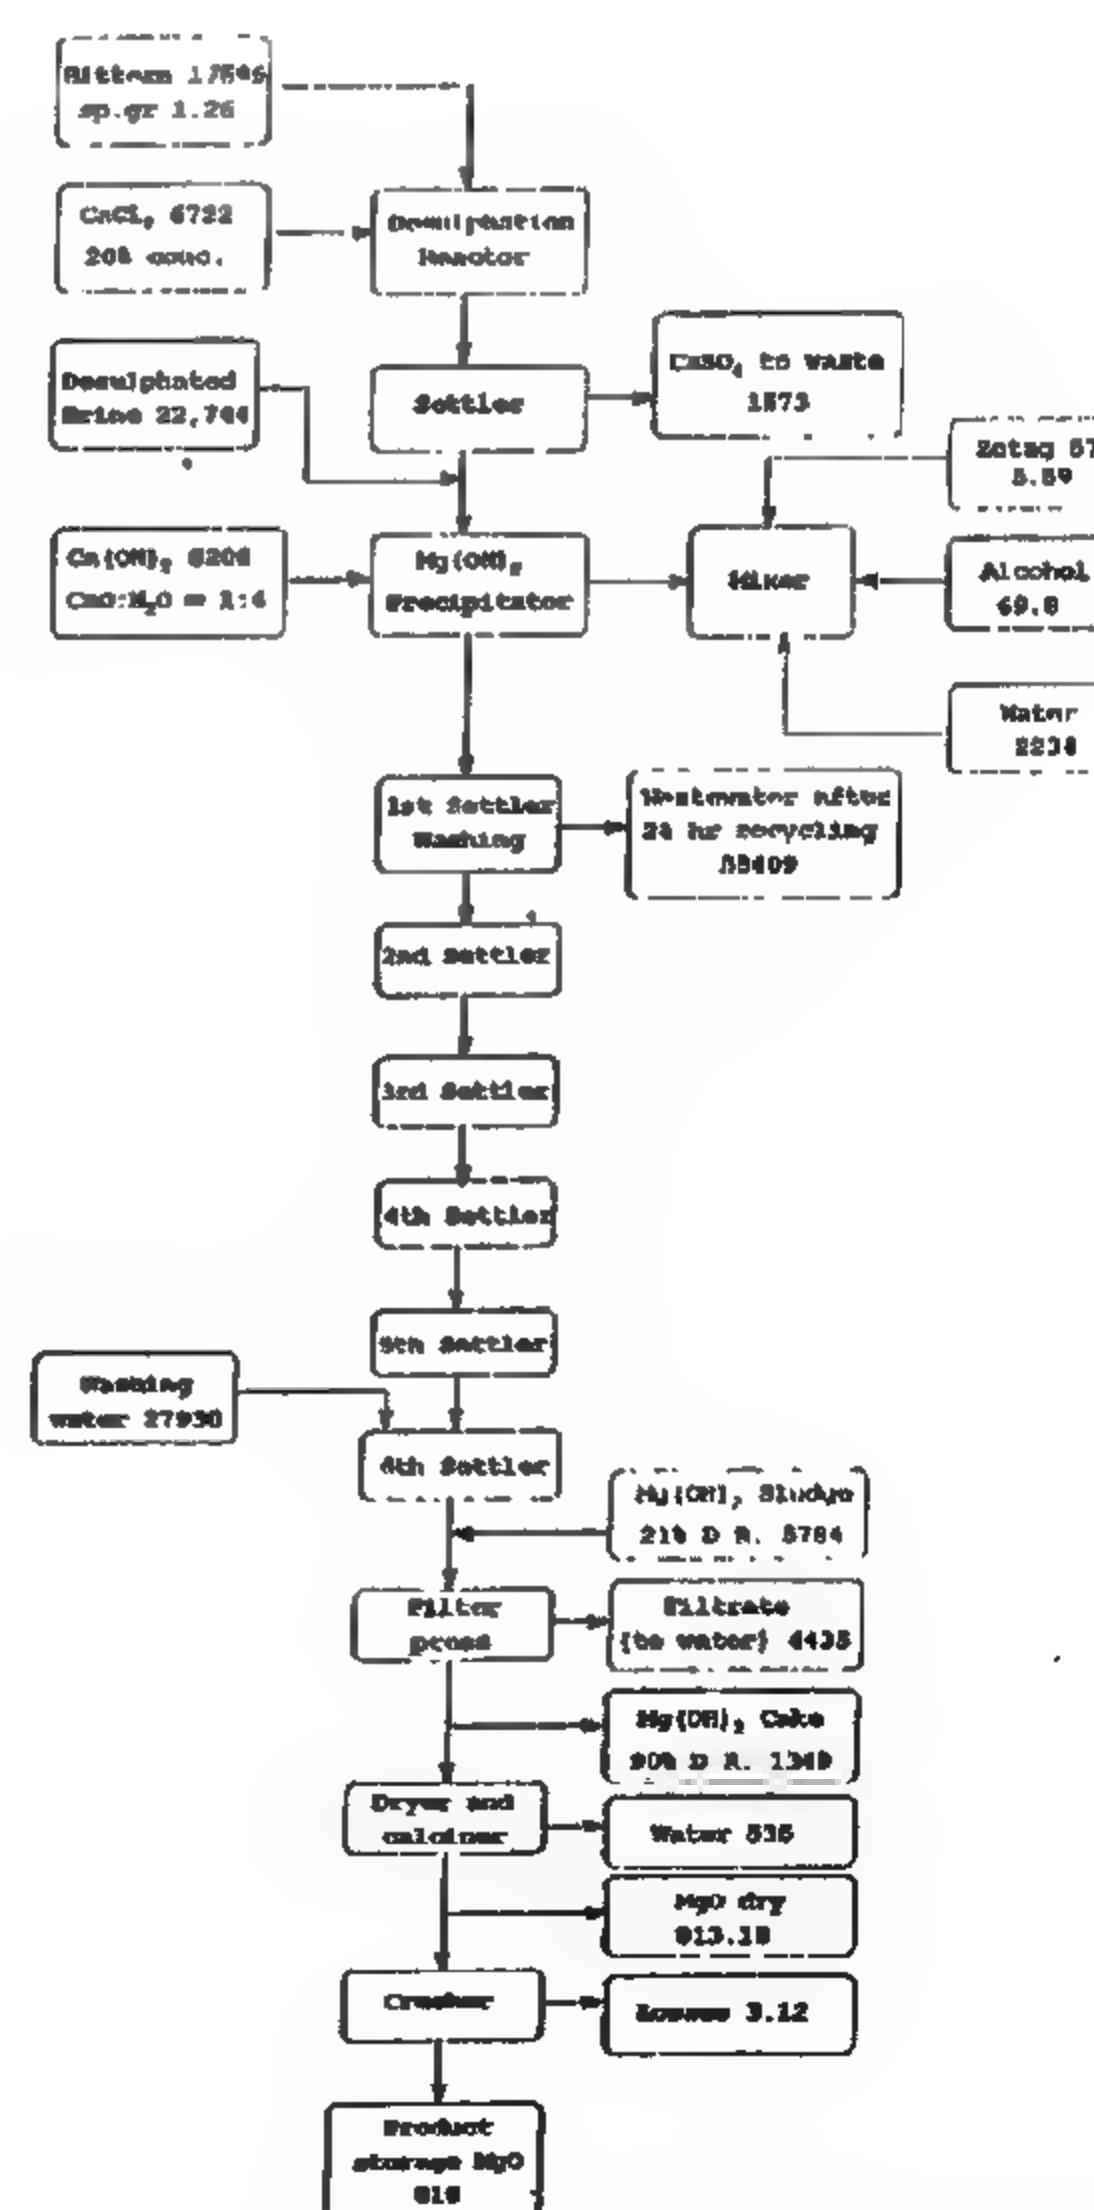 Bittern
sp.gr 1.26
CaCl₂ 6722
20% conc.
Desulphation
Reactor
Desulphated
Brine 22,744
Settler
CaSO₄ to waste
1573
5.59
Ca(OH)₂ 6206
CaO:H₂O = 1:4
Mg(OH)₂
Precipitator
Mixer
Alcohol
69.8
Water
2234
1st Settler
Washing
Wastewater after
24 hr recycling
2nd Settler
3rd Settler
4th Settler
5th Settler
Washing
water 27930
Settler
Mg(OH)₂ Sludge
21% D R. 5784
Filter
press
Filtrate
(to water) 4435
Mg(OH)₂ Cake
D R. 1349
Dryer and
calciner
Water 535
MgO dry
Crusher
Losses 3.12
Product
storage MgO